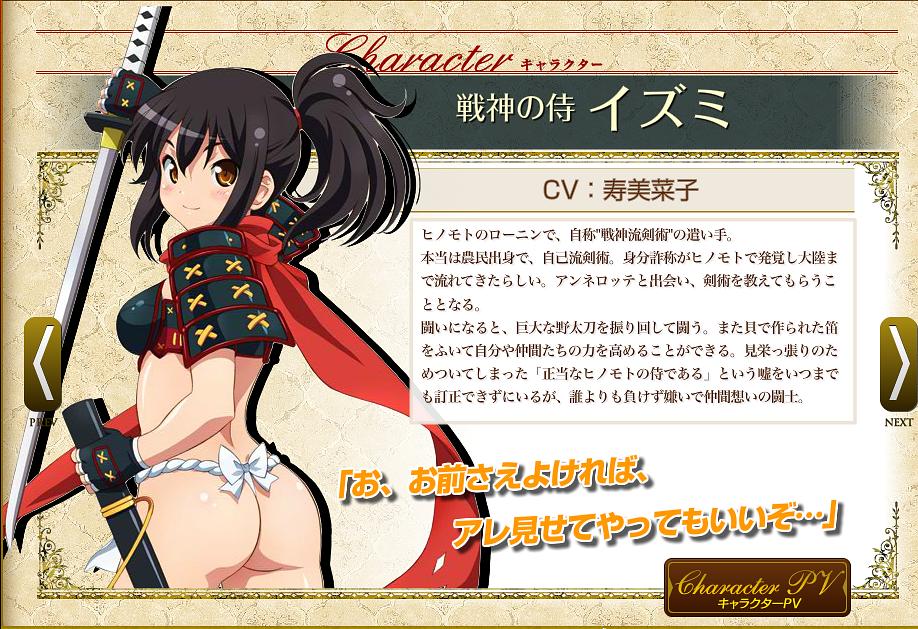 Character キャラクター
戦神の侍 イズミ
CV：寿美菜子
ヒノモトのローニンで、自称"戦神流剣術"の遣い手。
本当は農民出身で、自己流剣術。身分詐称がヒノモトで発覚し大陸ま
で流れてきたらしい。アンネロッテと出会い、剣術を教えてもらうこ
ととなる。
闘いになると、巨大な野太刀を振り回して闘う。また貝で作られた笛
をふいて自分や仲間たちの力を高めることができる。見栄っ張りのた
めついてしまった「正当なヒノモトの侍である」という嘘をいつまで
も訂正できずにいるが、誰よりも負けず嫌いで仲間想いの闘士。
PREV
NEXT
「お、お前さえよければ、
アレ見せてやってもいいぞ…」
Character PV
キャラクターPV